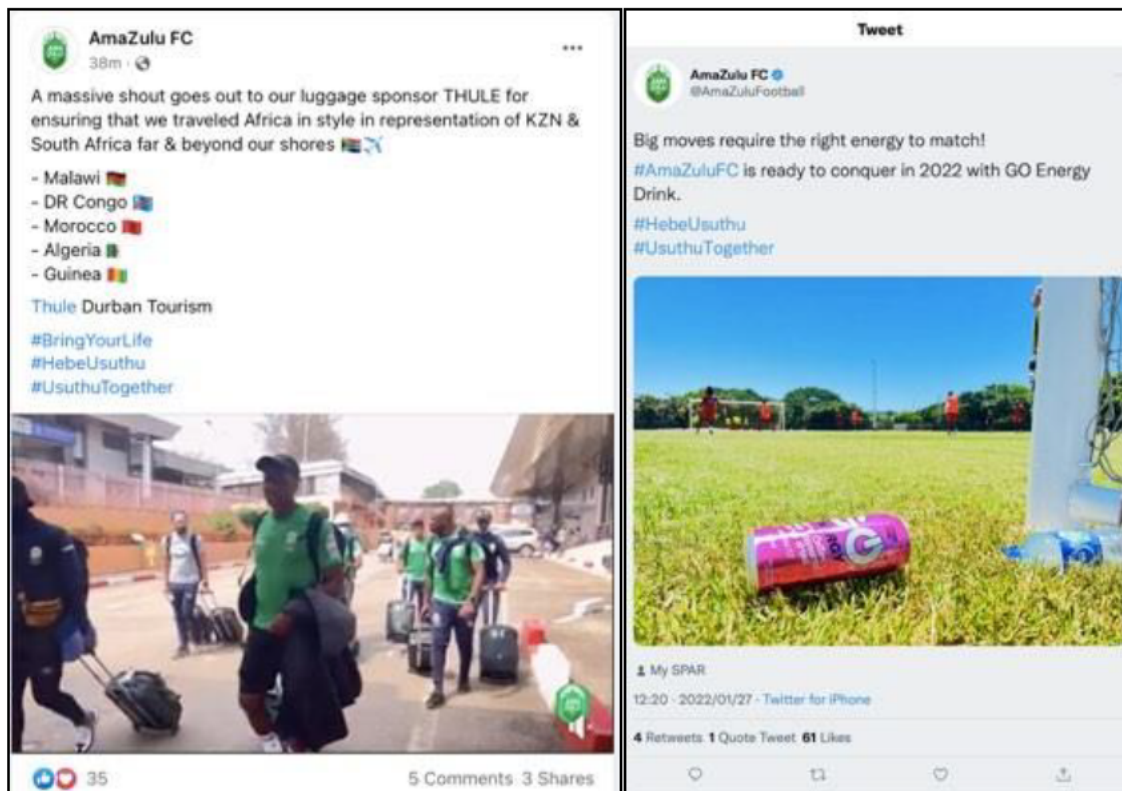 AmaZulu FC
38m ·
A massive shout goes out to our luggage sponsor THULE for
ensuring that we traveled Africa in style in representation of KZN &
South Africa far & beyond our shores 🇿🇦✈️
- Malawi 🇲🇼
- DR Congo 🇨🇩
- Morocco 🇲🇦
- Algeria 🇩🇿
- Guinea 🇬🇳
Thule Durban Tourism
#BringYourLife
#HebeUsuthu
#UsuthuTogether
35
5 Comments 3 Shares
Tweet
AmaZulu FC
@AmaZuluFootball
Big moves require the right energy to match!
#AmaZuluFC is ready to conquer in 2022 with GO Energy
Drink.
#HebeUsuthu
#UsuthuTogether
My SPAR
12:20 · 2022/01/27 · Twitter for iPhone
4 Retweets 1 Quote Tweet 61 Likes